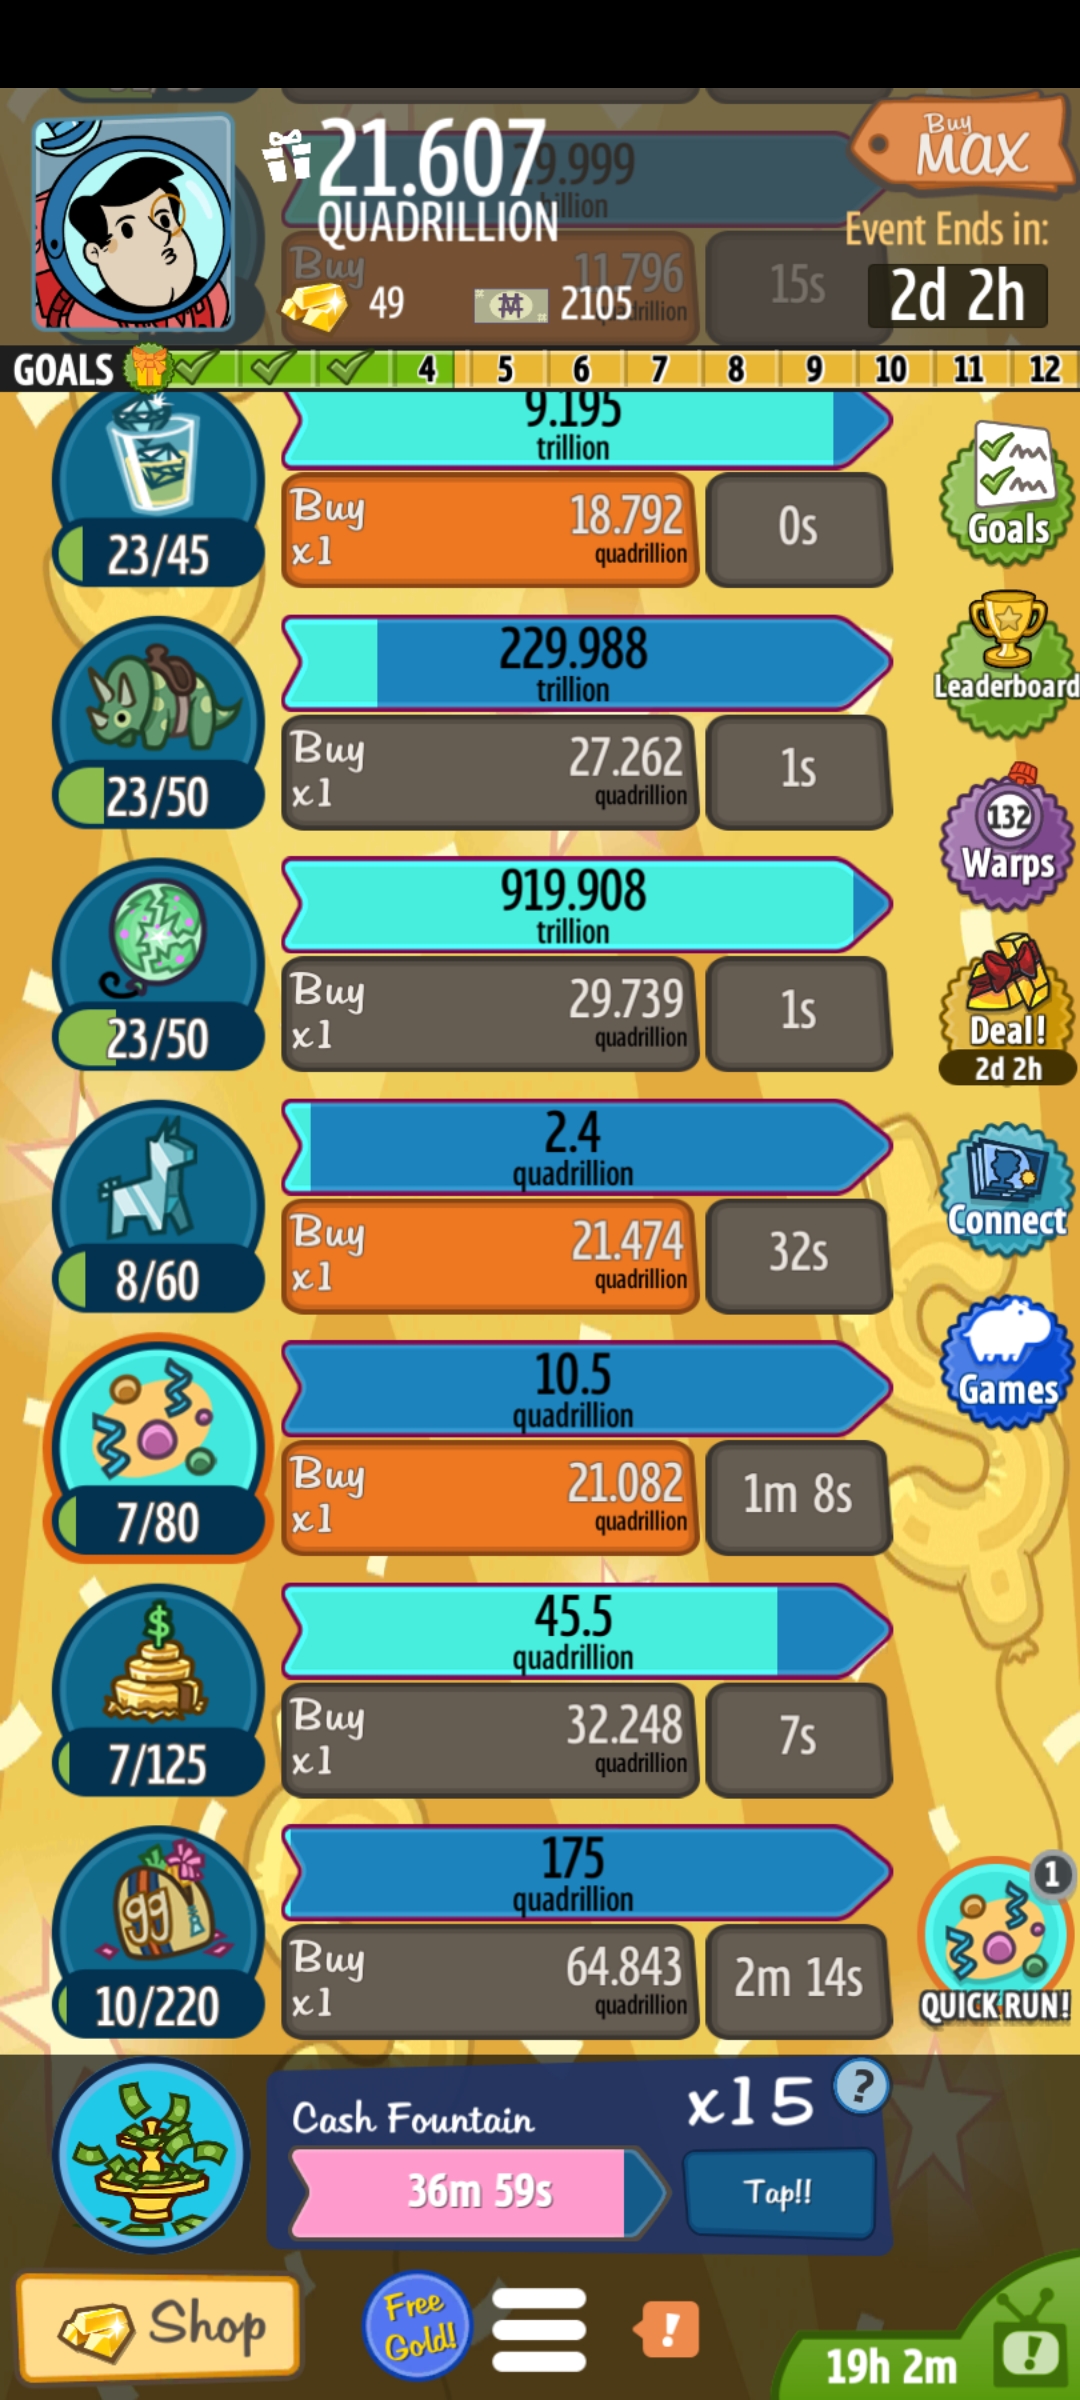 21.607
QUADRILLION
Buy
MAX
29.999
Event Ends in:
Buy
11.796
15s
49
2105
2d 2h
GOALS
4 5 6 7 8 9 10 11 12
9.195
trillion
Buy
x1
18.792
quadrillion
0s
23/45
Goals
229.988
trillion
Buy
x1
27.262
quadrillion
1s
23/50
Leaderboard
919.908
trillion
Buy
x1
29.739
quadrillion
1s
23/50
132
Warps
Deal!
2d 2h
2.4
quadrillion
Buy
x1
21.474
quadrillion
32s
8/60
Connect
10.5
quadrillion
Buy
x1
21.082
quadrillion
1m 8s
7/80
Games
$
45.5
quadrillion
Buy
x1
32.248
quadrillion
7s
7/125
99
175
quadrillion
Buy
x1
64.843
quadrillion
2m 14s
10/220
1
QUICK RUN!
Cash Fountain
x15
?
36m 59s
Tap!!
Shop
Free
Gold!
!
19h 2m
!